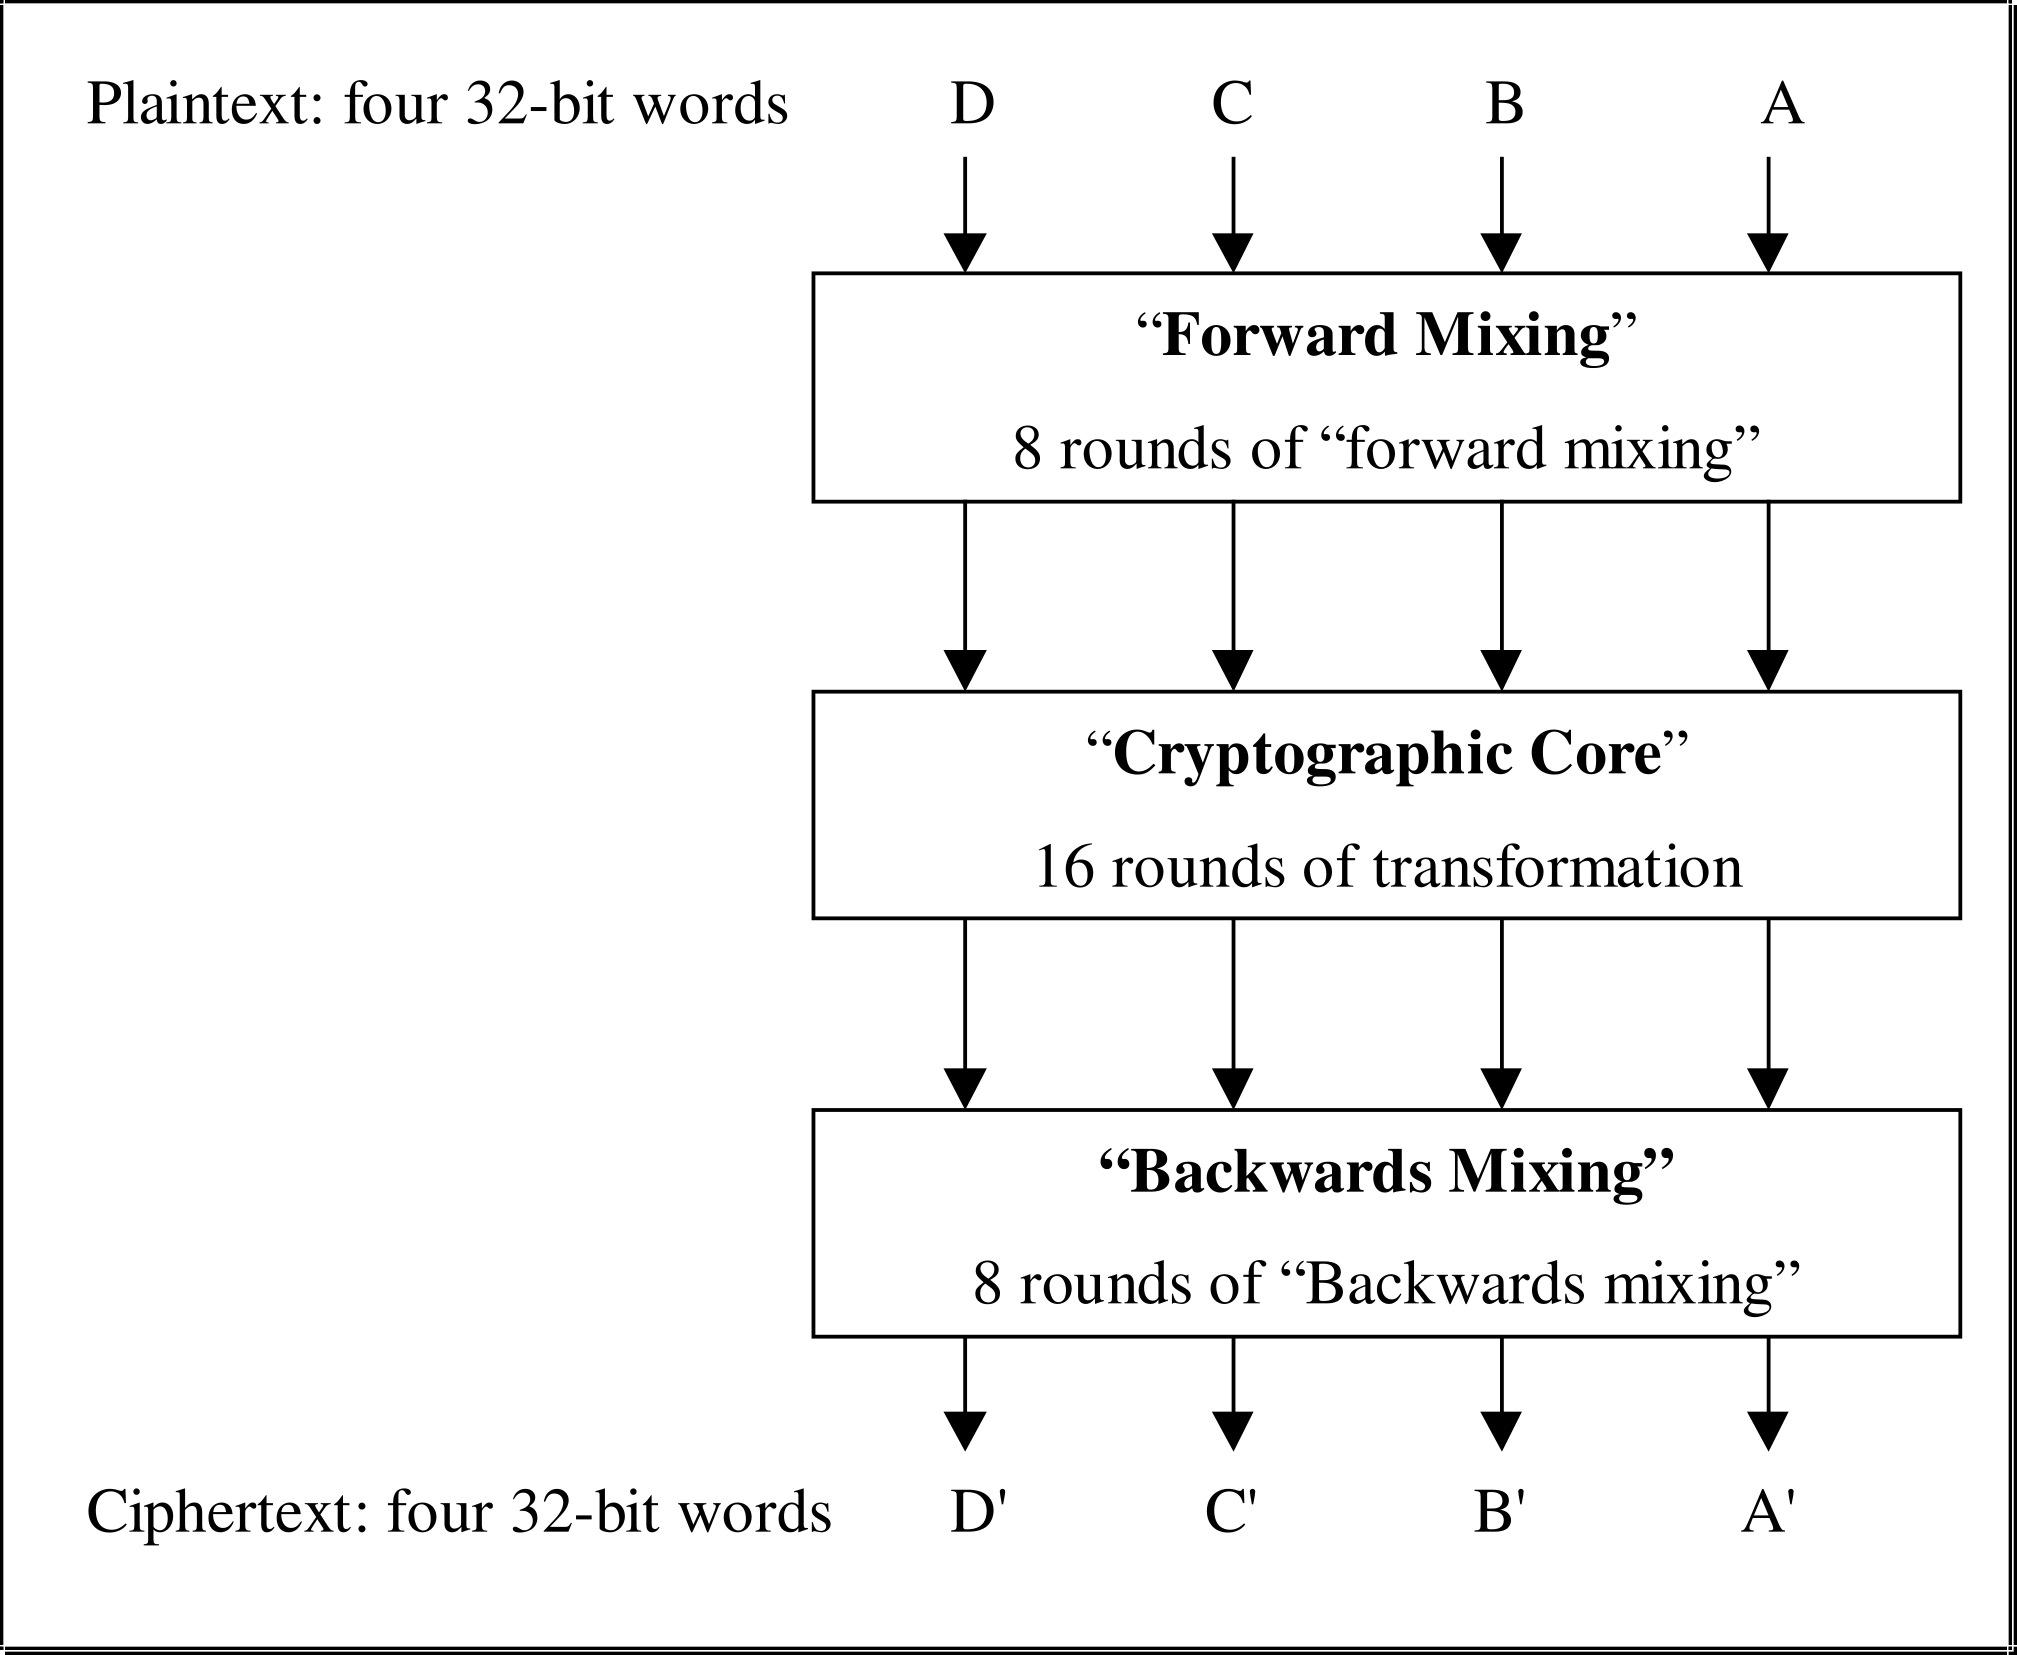 Plaintext: four 32-bit words D C B A
“Forward Mixing”
8 rounds of “forward mixing”
“Cryptographic Core”
16 rounds of transformation
“Backwards Mixing”
8 rounds of “Backwards mixing”
Ciphertext: four 32-bit words D' C' B' A'